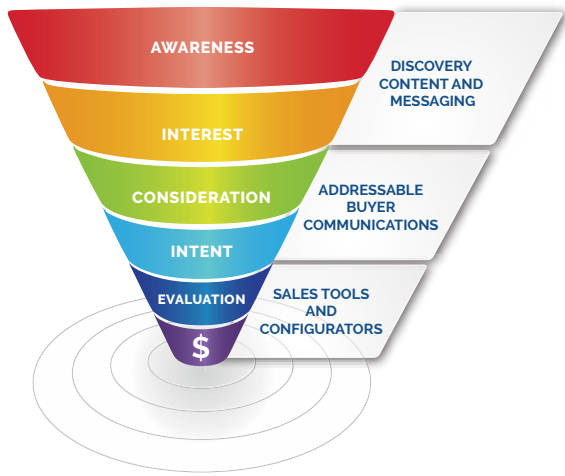 AWARENESS
DISCOVERY
CONTENT AND
MESSAGING
INTEREST
CONSIDERATION
ADDRESSABLE
BUYER
COMMUNICATIONS
INTENT
EVALUATION
SALES TOOLS
AND
CONFIGURATORS
$